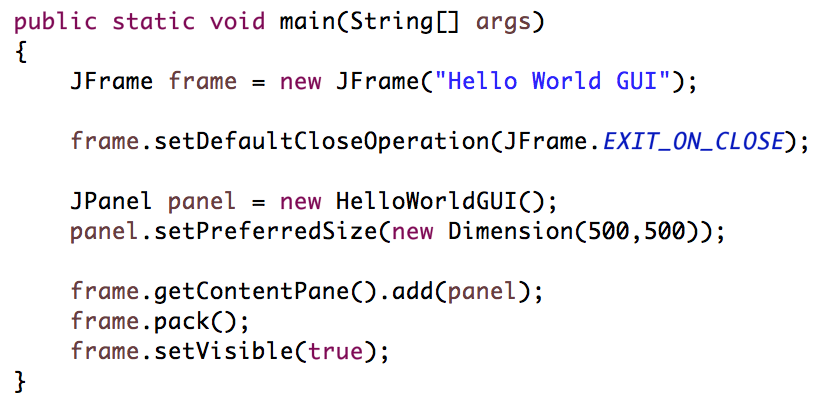 public static void main(String[] args)
{
    JFrame frame = new JFrame("Hello World GUI");

    frame.setDefaultCloseOperation(JFrame.EXIT_ON_CLOSE);

    JPanel panel = new HelloWorldGUI();
    panel.setPreferredSize(new Dimension(500,500));

    frame.getContentPane().add(panel);
    frame.pack();
    frame.setVisible(true);
}